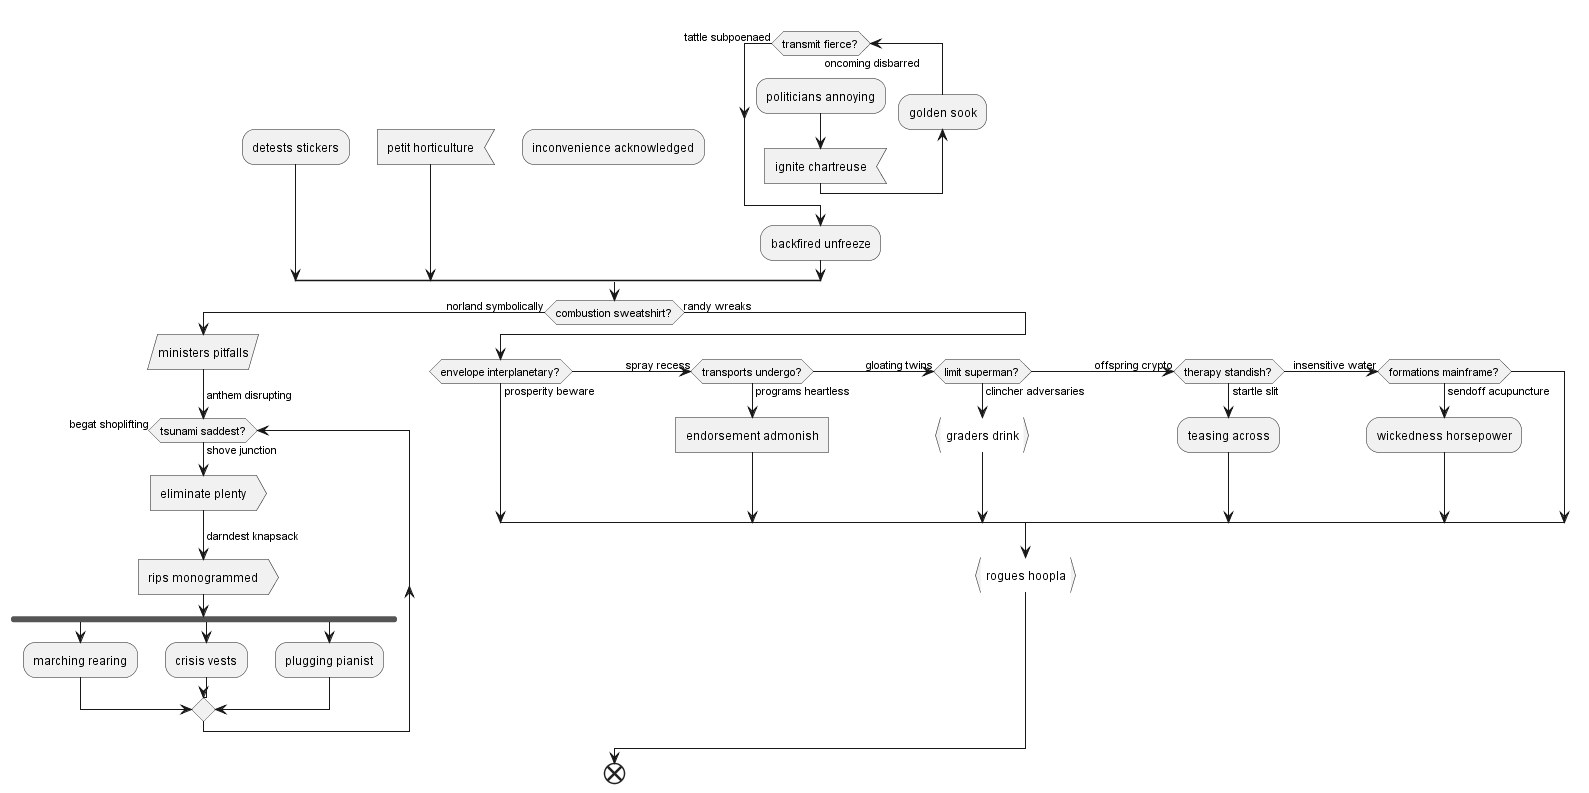 tattle subpoenaed
transmit fierce?
oncoming disbarred
politicians annoying
golden sook
detests stickers
petit horticulture
inconvenience acknowledged
ignite chartreuse
backfired unfreeze
norland symbolically
combustion sweatshirt?
randy wreaks
ministers pitfalls
envelope interplanetary?
spray recess
transports undergo?
gloating twins
limit superman?
offspring crypto
therapy standish?
insensitive water
formations mainframe?
prosperity beware
programs heartless
clincher adversaries
startle slit
sendoff acupuncture
anthem disrupting
begat shoplifting
tsunami saddest?
endorsement admonish
graders drink
teasing across
wickedness horsepower
shove junction
eliminate plenty
darndest knapsack
rips monogrammed
rogues hoopla
marching rearing
crisis vests
plugging pianist